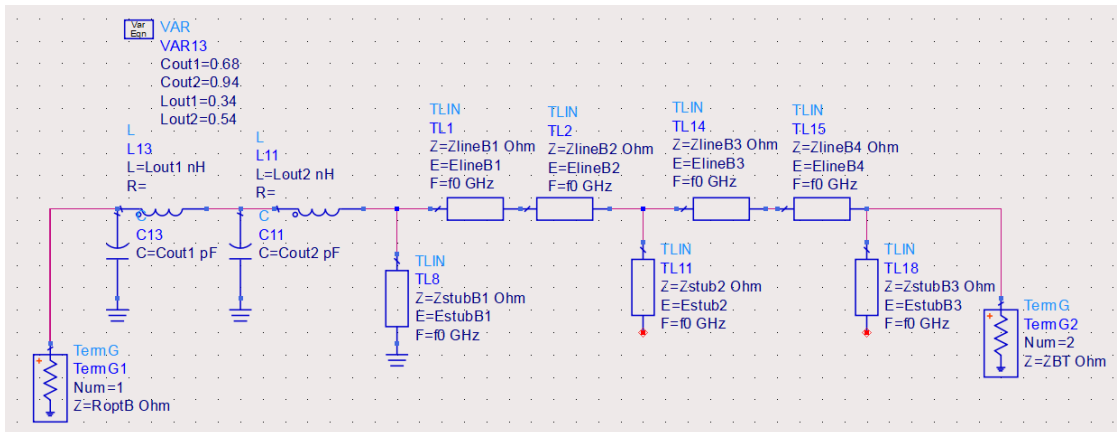 Var
Eqn
VAR
VAR13
Cout1=0.68
Cout2=0.94
Lout1=0.34
Lout2=0.54
L
L13
L=Lout1 nH
R=
L
L11
L=Lout2 nH
R=
C
C13
C=Cout1 pF
C
C11
C=Cout2 pF
TLIN
TL1
Z=ZlineB1 Ohm
E=ElineB1
F=f0 GHz
TLIN
TL2
Z=ZlineB2 Ohm
E=ElineB2
F=f0 GHz
TLIN
TL14
Z=ZlineB3 Ohm
E=ElineB3
F=f0 GHz
TLIN
TL15
Z=ZlineB4 Ohm
E=ElineB4
F=f0 GHz
TLIN
TL8
Z=ZstubB1 Ohm
E=EstubB1
F=f0 GHz
TLIN
TL11
Z=ZstubB2 Ohm
E=Estub2
F=f0 GHz
TLIN
TL18
Z=ZstubB3 Ohm
E=EstubB3
F=f0 GHz
TermG
TermG1
Num=1
Z=RoptB Ohm
TermG
TermG2
Num=2
Z=ZBT Ohm